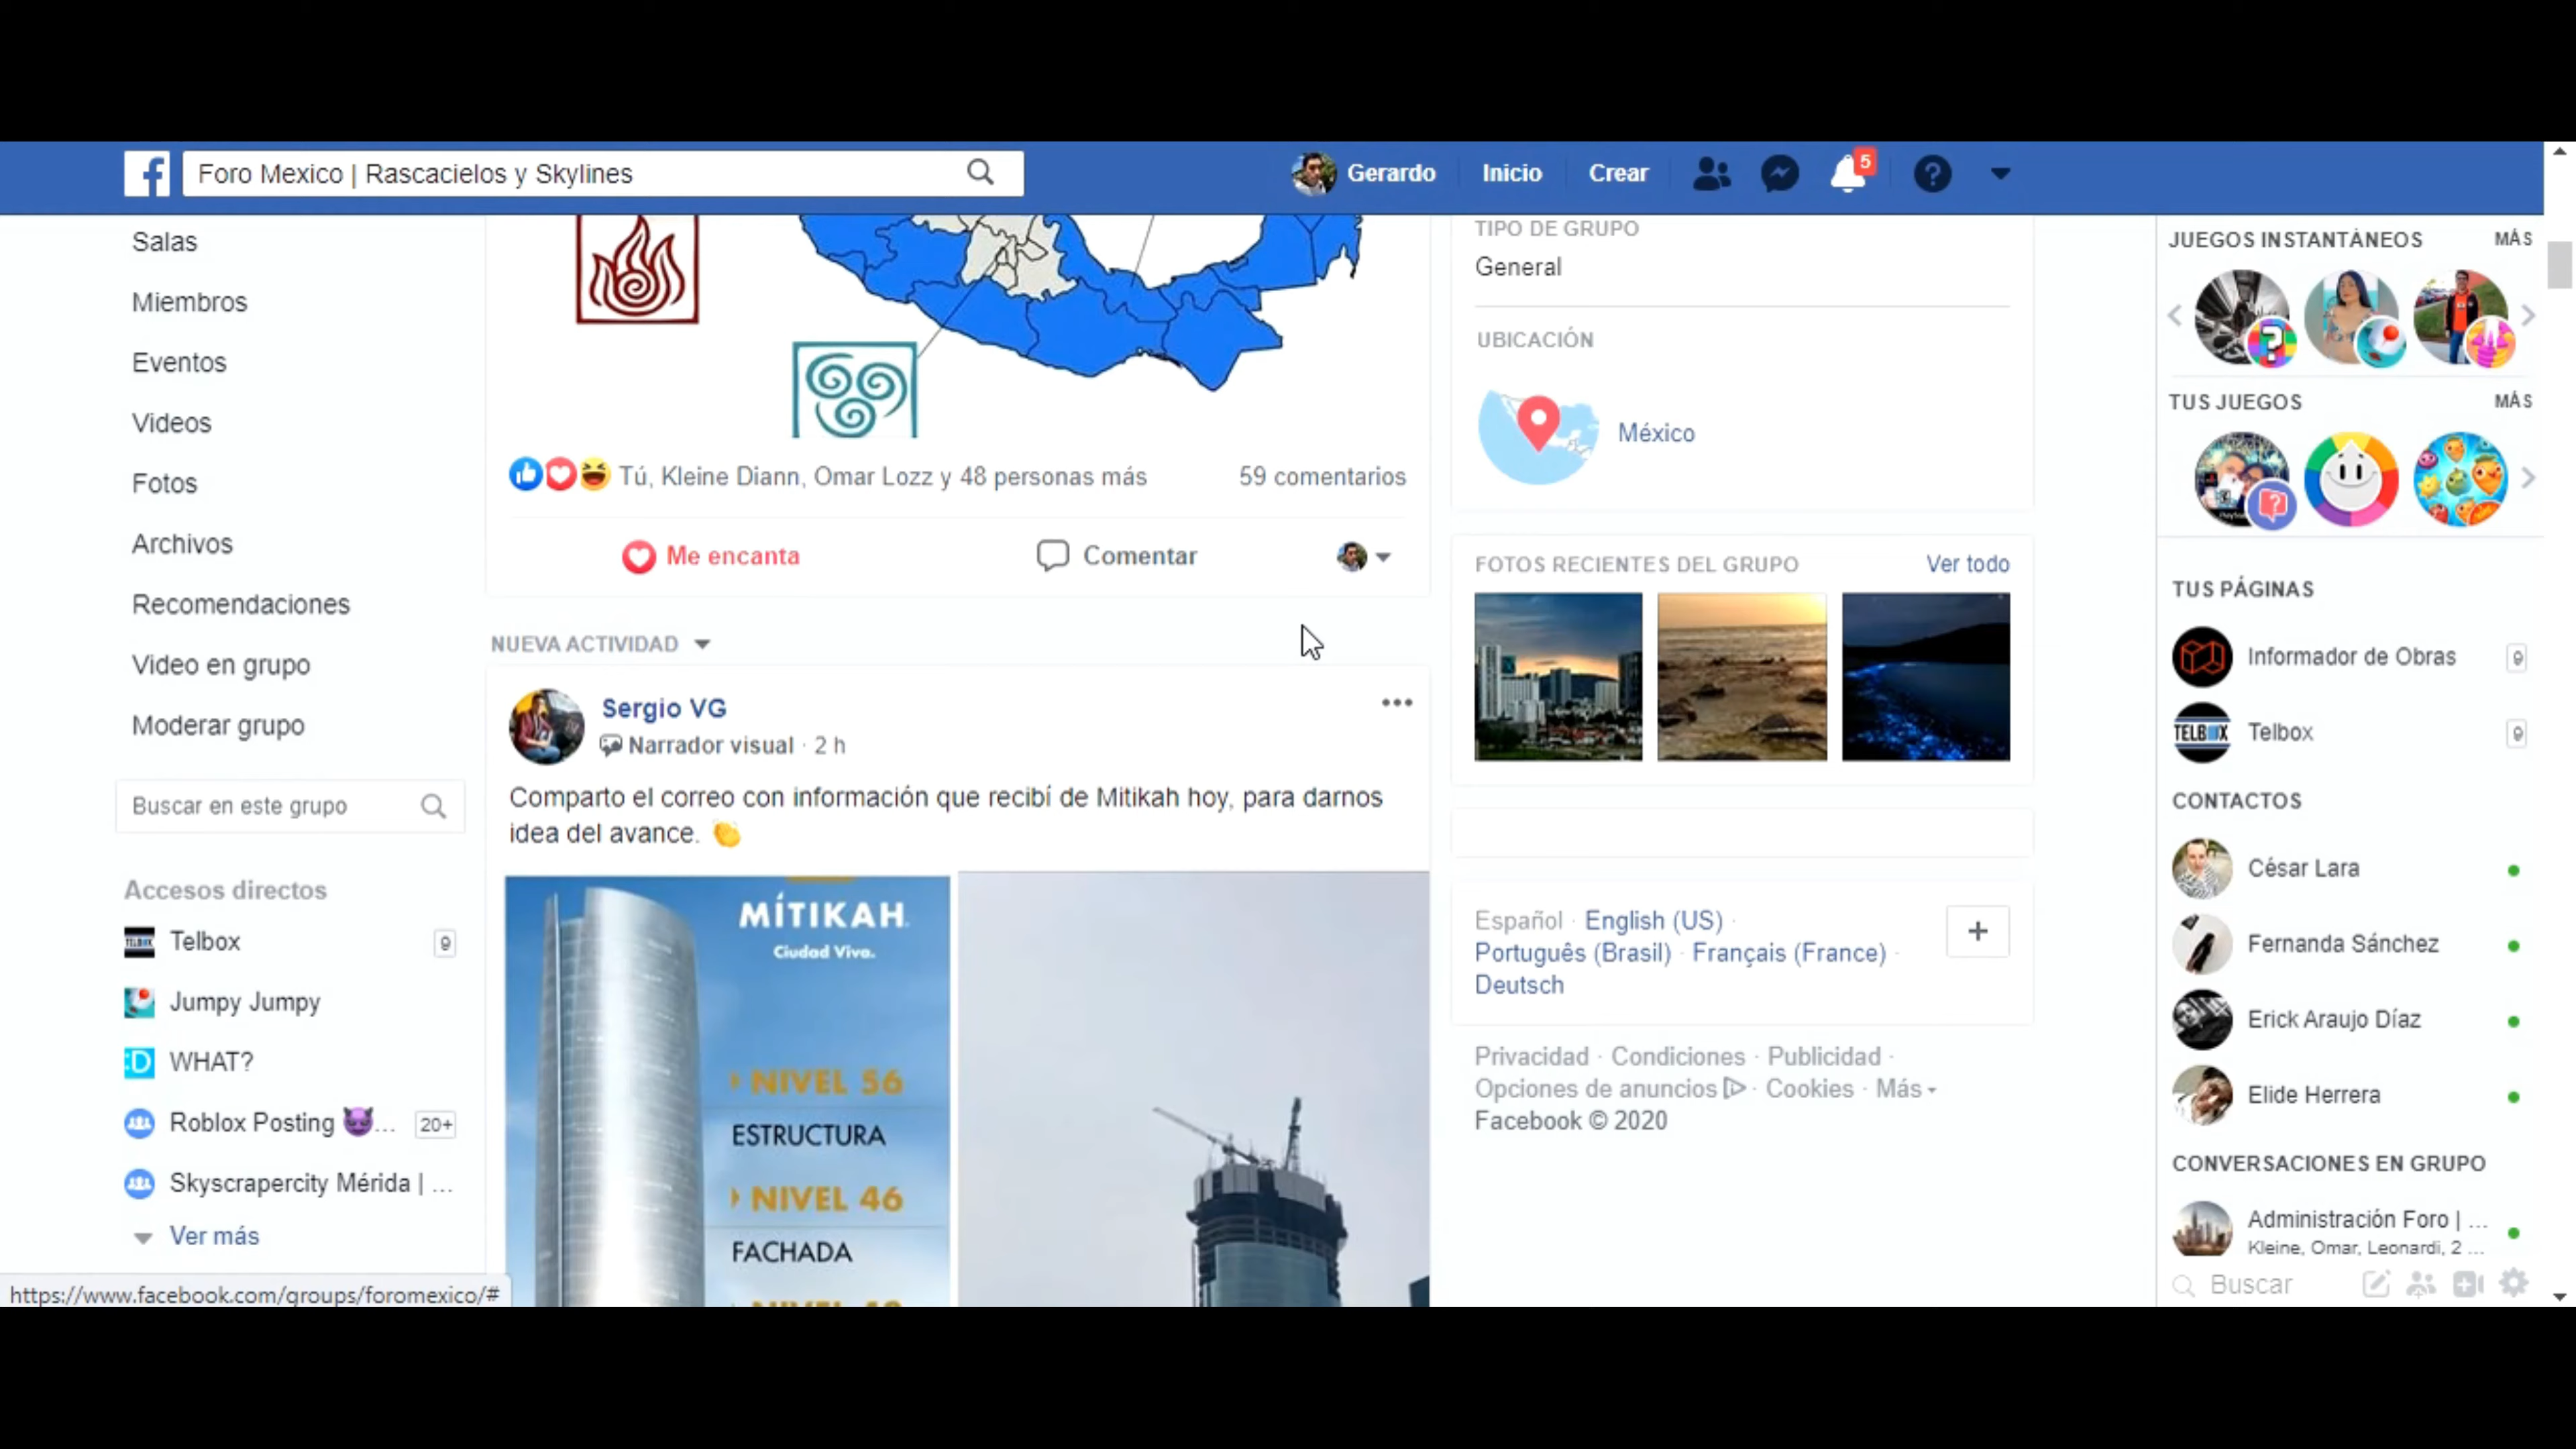 Foro Mexico | Rascacielos y Skylines
Gerardo
Inicio
Crear
5
Salas
Miembros
Eventos
Videos
Fotos
Archivos
Recomendaciones
Video en grupo
Moderar grupo
Buscar en este grupo
Accesos directos
Telbox
9
Jumpy Jumpy
:D WHAT?
Roblox Posting 😈...
20+
Skyscrapercity Mérida | ...
Ver más
https://www.facebook.com/groups/foromexico/#
Tú, Kleine Diann, Omar Lozz y 48 personas más
59 comentarios
Me encanta
Comentar
NUEVA ACTIVIDAD
Sergio VG
Narrador visual · 2 h
Comparto el correo con información que recibí de Mitikah hoy, para darnos
idea del avance. 👏
MÍTIKAH
Ciudad Viva.
NIVEL 56
ESTRUCTURA
NIVEL 46
FACHADA
TIPO DE GRUPO
General
UBICACIÓN
México
FOTOS RECIENTES DEL GRUPO
Ver todo
Español · English (US) ·
Português (Brasil) · Français (France) ·
Deutsch
+
Privacidad · Condiciones · Publicidad ·
Opciones de anuncios · Cookies · Más
Facebook © 2020
JUEGOS INSTANTÁNEOS
MÁS
TUS JUEGOS
MÁS
TUS PÁGINAS
Informador de Obras
9
TELBOX
Telbox
9
CONTACTOS
César Lara
Fernanda Sánchez
Erick Araujo Díaz
Elide Herrera
CONVERSACIONES EN GRUPO
Administración Foro | ...
Kleine, Omar, Leonardi, 2 ...
Buscar